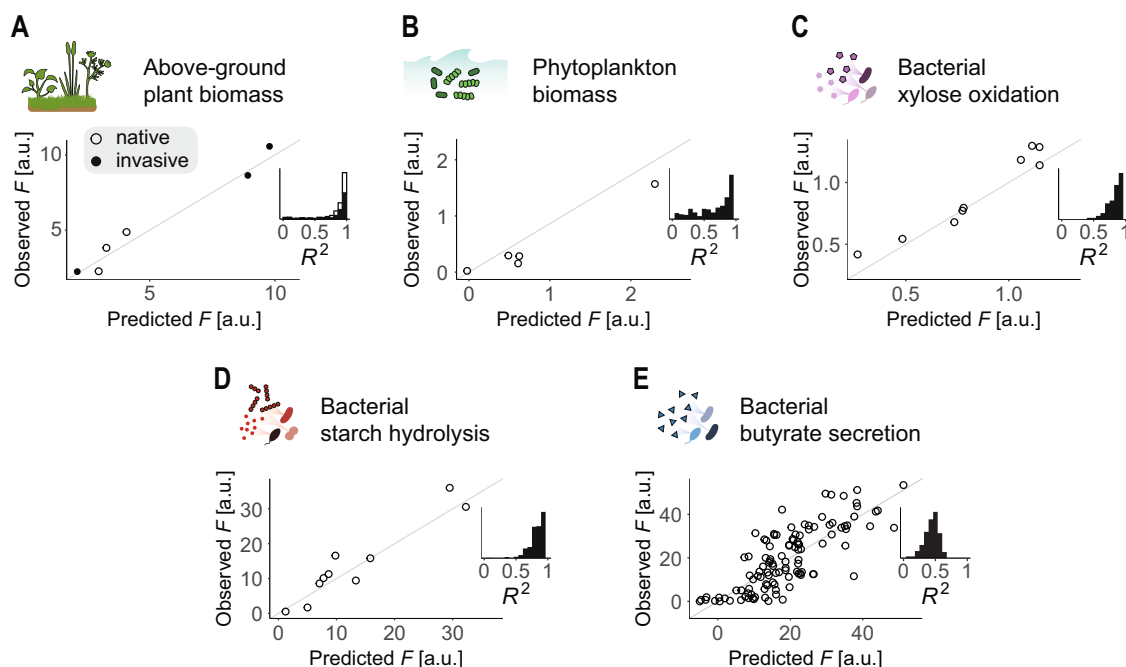 A
Above-ground
plant biomass
native
invasive
Observed F [a.u.]
10
5
5
10
Predicted F [a.u.]
0
0.5
1
R²
B
Phytoplankton
biomass
Observed F [a.u.]
2
1
0
0
1
2
Predicted F [a.u.]
0
0.5
1
R²
C
Bacterial
xylose oxidation
Observed F [a.u.]
1.0
0.5
0.5
1.0
Predicted F [a.u.]
0
0.5
1
R²
D
Bacterial
starch hydrolysis
Observed F [a.u.]
30
20
10
0
0
10
20
30
Predicted F [a.u.]
0
0.5
1
R²
E
Bacterial
butyrate secretion
Observed F [a.u.]
40
20
0
0
20
40
Predicted F [a.u.]
0
0.5
1
R²